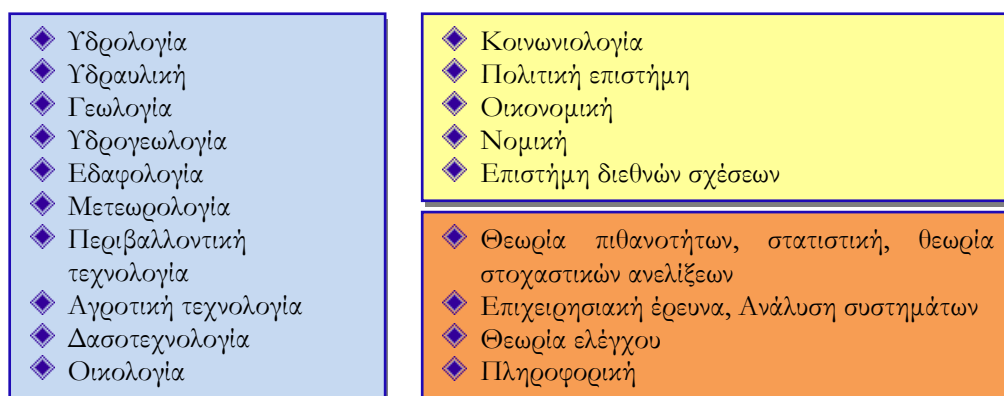 Υδρολογία
Υδραυλική
Γεωλογία
Υδρογεωλογία
Εδαφολογία
Μετεωρολογία
Περιβαλλοντική
τεχνολογία
Αγροτική τεχνολογία
Δασοτεχνολογία
Οικολογία
Κοινωνιολογία
Πολιτική επιστήμη
Οικονομική
Νομική
Επιστήμη διεθνών σχέσεων
Θεωρία πιθανοτήτων, στατιστική, θεωρία
στοχαστικών ανελίξεων
Επιχειρησιακή έρευνα, Ανάλυση συστημάτων
Θεωρία ελέγχου
Πληροφορική